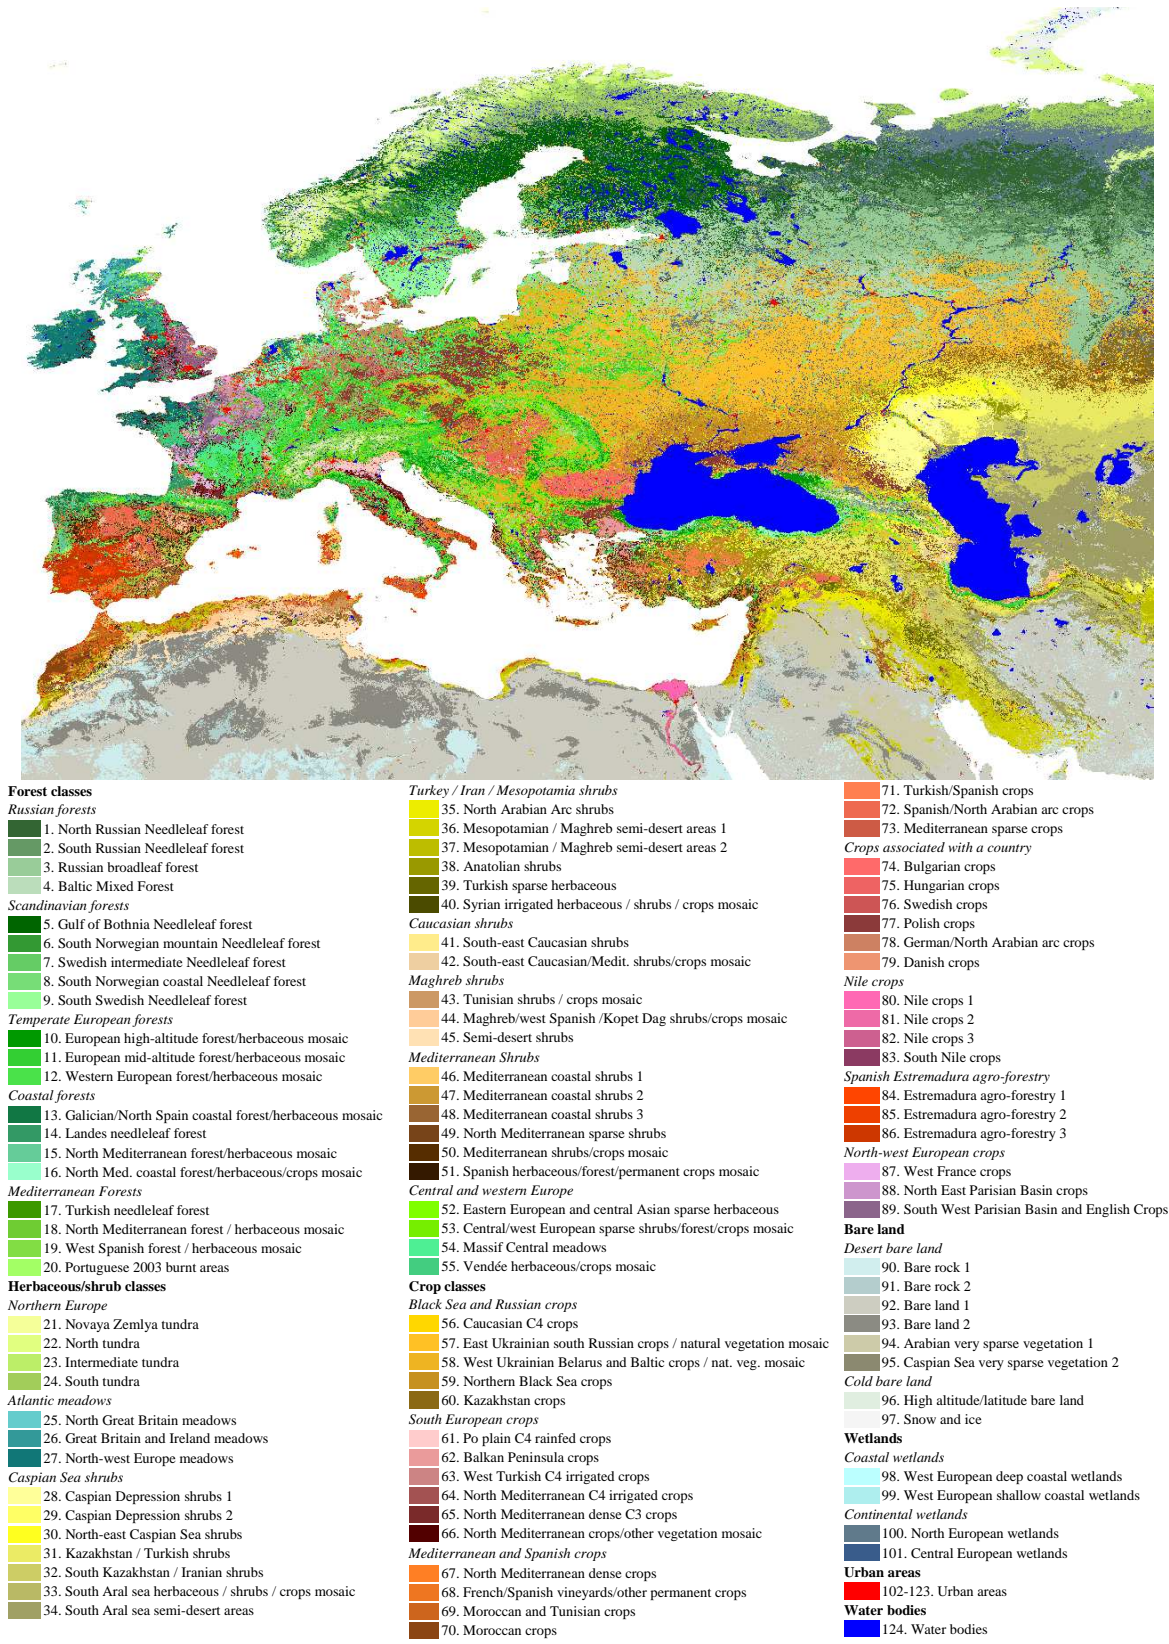 Forest classes
Russian forests
1. North Russian Needleleaf forest
2. South Russian Needleleaf forest
3. Russian broadleaf forest
4. Baltic Mixed Forest
Scandinavian forests
5. Gulf of Bothnia Needleleaf forest
6. South Norwegian mountain Needleleaf forest
7. Swedish intermediate Needleleaf forest
8. South Norwegian coastal Needleleaf forest
9. South Swedish Needleleaf forest
Temperate European forests
10. European high-altitude forest/herbaceous mosaic
11. European mid-altitude forest/herbaceous mosaic
12. Western European forest/herbaceous mosaic
Coastal forests
13. Galician/North Spain coastal forest/herbaceous mosaic
14. Landes needleleaf forest
15. North Mediterranean forest/herbaceous mosaic
16. North Med. coastal forest/herbaceous/crops mosaic
Mediterranean Forests
17. Turkish needleleaf forest
18. North Mediterranean forest / herbaceous mosaic
19. West Spanish forest / herbaceous mosaic
20. Portuguese 2003 burnt areas
Herbaceous/shrub classes
Northern Europe
21. Novaya Zemlya tundra
22. North tundra
23. Intermediate tundra
24. South tundra
Atlantic meadows
25. North Great Britain meadows
26. Great Britain and Ireland meadows
27. North-west Europe meadows
Caspian Sea shrubs
28. Caspian Depression shrubs 1
29. Caspian Depression shrubs 2
30. North-east Caspian Sea shrubs
31. Kazakhstan / Turkish shrubs
32. South Kazakhstan / Iranian shrubs
33. South Aral sea herbaceous / shrubs / crops mosaic
34. South Aral sea semi-desert areas
Turkey / Iran / Mesopotamia shrubs
35. North Arabian Arc shrubs
36. Mesopotamian / Maghreb semi-desert areas 1
37. Mesopotamian / Maghreb semi-desert areas 2
38. Anatolian shrubs
39. Turkish sparse herbaceous
40. Syrian irrigated herbaceous / shrubs / crops mosaic
Caucasian shrubs
41. South-east Caucasian shrubs
42. South-east Caucasian/Medit. shrubs/crops mosaic
Maghreb shrubs
43. Tunisian shrubs / crops mosaic
44. Maghreb/west Spanish /Kopet Dag shrubs/crops mosaic
45. Semi-desert shrubs
Mediterranean Shrubs
46. Mediterranean coastal shrubs 1
47. Mediterranean coastal shrubs 2
48. Mediterranean coastal shrubs 3
49. North Mediterranean sparse shrubs
50. Mediterranean shrubs/crops mosaic
51. Spanish herbaceous/forest/permanent crops mosaic
Central and western Europe
52. Eastern European and central Asian sparse herbaceous
53. Central/west European sparse shrubs/forest/crops mosaic
54. Massif Central meadows
55. Vendée herbaceous/crops mosaic
Crop classes
Black Sea and Russian crops
56. Caucasian C4 crops
57. East Ukrainian south Russian crops / natural vegetation mosaic
58. West Ukrainian Belarus and Baltic crops / nat. veg. mosaic
59. Northern Black Sea crops
60. Kazakhstan crops
South European crops
61. Po plain C4 rainfed crops
62. Balkan Peninsula crops
63. West Turkish C4 irrigated crops
64. North Mediterranean C4 irrigated crops
65. North Mediterranean dense C3 crops
66. North Mediterranean crops/other vegetation mosaic
Mediterranean and Spanish crops
67. North Mediterranean dense crops
68. French/Spanish vineyards/other permanent crops
69. Moroccan and Tunisian crops
70. Moroccan crops
71. Turkish/Spanish crops
72. Spanish/North Arabian arc crops
73. Mediterranean sparse crops
Crops associated with a country
74. Bulgarian crops
75. Hungarian crops
76. Swedish crops
77. Polish crops
78. German/North Arabian arc crops
79. Danish crops
Nile crops
80. Nile crops 1
81. Nile crops 2
82. Nile crops 3
83. South Nile crops
Spanish Estremadura agro-forestry
84. Estremadura agro-forestry 1
85. Estremadura agro-forestry 2
86. Estremadura agro-forestry 3
North-west European crops
87. West France crops
88. North East Parisian Basin crops
89. South West Parisian Basin and English Crops
Bare land
Desert bare land
90. Bare rock 1
91. Bare rock 2
92. Bare land 1
93. Bare land 2
94. Arabian very sparse vegetation 1
95. Caspian Sea very sparse vegetation 2
Cold bare land
96. High altitude/latitude bare land
97. Snow and ice
Wetlands
Coastal wetlands
98. West European deep coastal wetlands
99. West European shallow coastal wetlands
Continental wetlands
100. North European wetlands
101. Central European wetlands
Urban areas
102-123. Urban areas
Water bodies
124. Water bodies